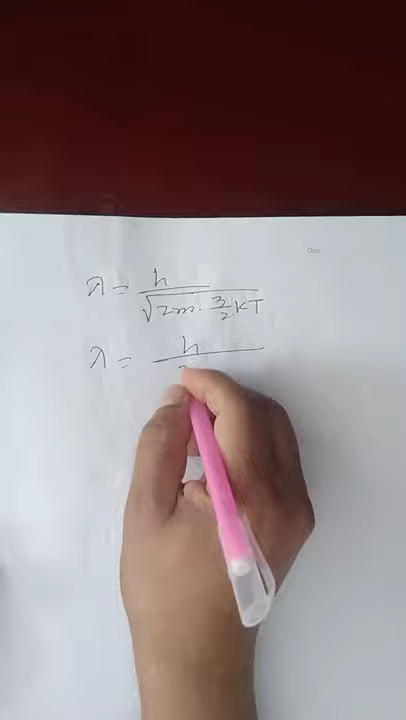 λ = h / √2m · 3/2 KT
λ = h